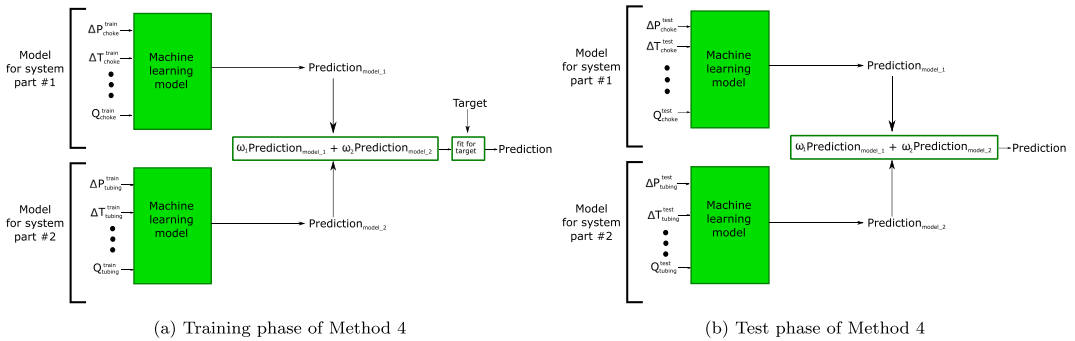 Model
for system
part #1
ΔP train choke
ΔT train choke
Q train choke
Machine
learning
model
Prediction model_1
Target
ω₁Prediction model_1 + ω₂Prediction model_2
fit for
target
Prediction
Model
for system
part #2
ΔP train tubing
ΔT train tubing
Q train tubing
Machine
learning
model
Prediction model_2
(a) Training phase of Method 4
Model
for system
part #1
ΔP test choke
ΔT test choke
Q test choke
Machine
learning
model
Prediction model_1
ω₁Prediction model_1 + ω₂Prediction model_2
Prediction
Model
for system
part #2
ΔP test tubing
ΔT test tubing
Q test tubing
Machine
learning
model
Prediction model_2
(b) Test phase of Method 4